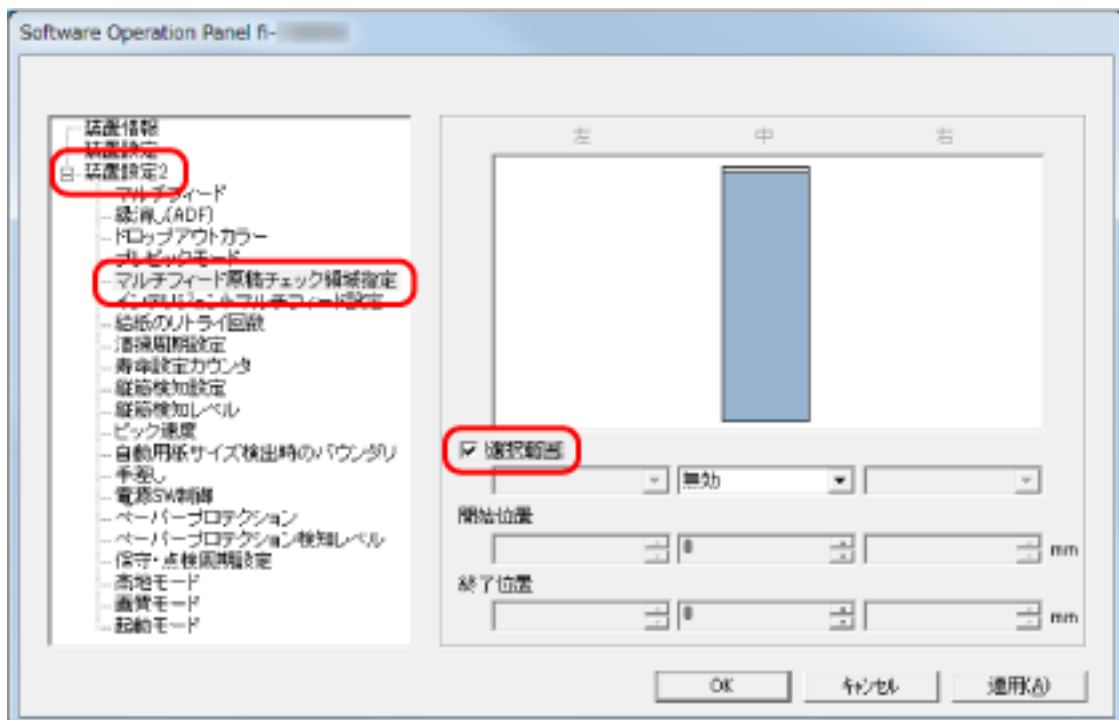 Software Operation Panel fi-
装置情報
装置設定
装置設定2
マルチフィード
縁消し(ADF)
ドロップアウトカラー
プレピックモード
マルチフィード原稿チェック領域指定
インテリジェントマルチフィード設定
給紙のリトライ回数
清掃周期設定
寿命設定カウンタ
縦筋検知設定
縦筋検知レベル
ピック速度
自動用紙サイズ検出時のバウンダリ
手差し
電源SW制御
ペーパープロテクション
ペーパープロテクション検知レベル
保守・点検周期設定
高地モード
画質モード
起動モード
左 中 右
選択範囲
無効
開始位置
0 mm
終了位置
0 mm
OK キャンセル 適用(A)